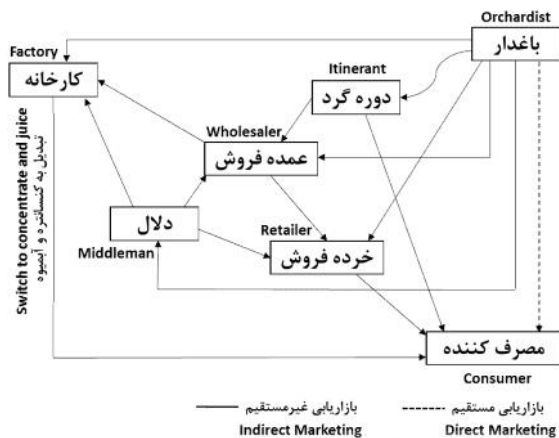 Orchardist
باغدار
Factory
کارخانه
Itinerant
دوره گرد
Wholesaler
عمده فروش
Switch to concentrate and juice
تبدیل به کنسانتره و آبمیوه
دلال
Middleman
Retailer
خرده فروش
مصرف کننده
Consumer
بازاریابی غیرمستقیم
Indirect Marketing
بازاریابی مستقیم
Direct Marketing